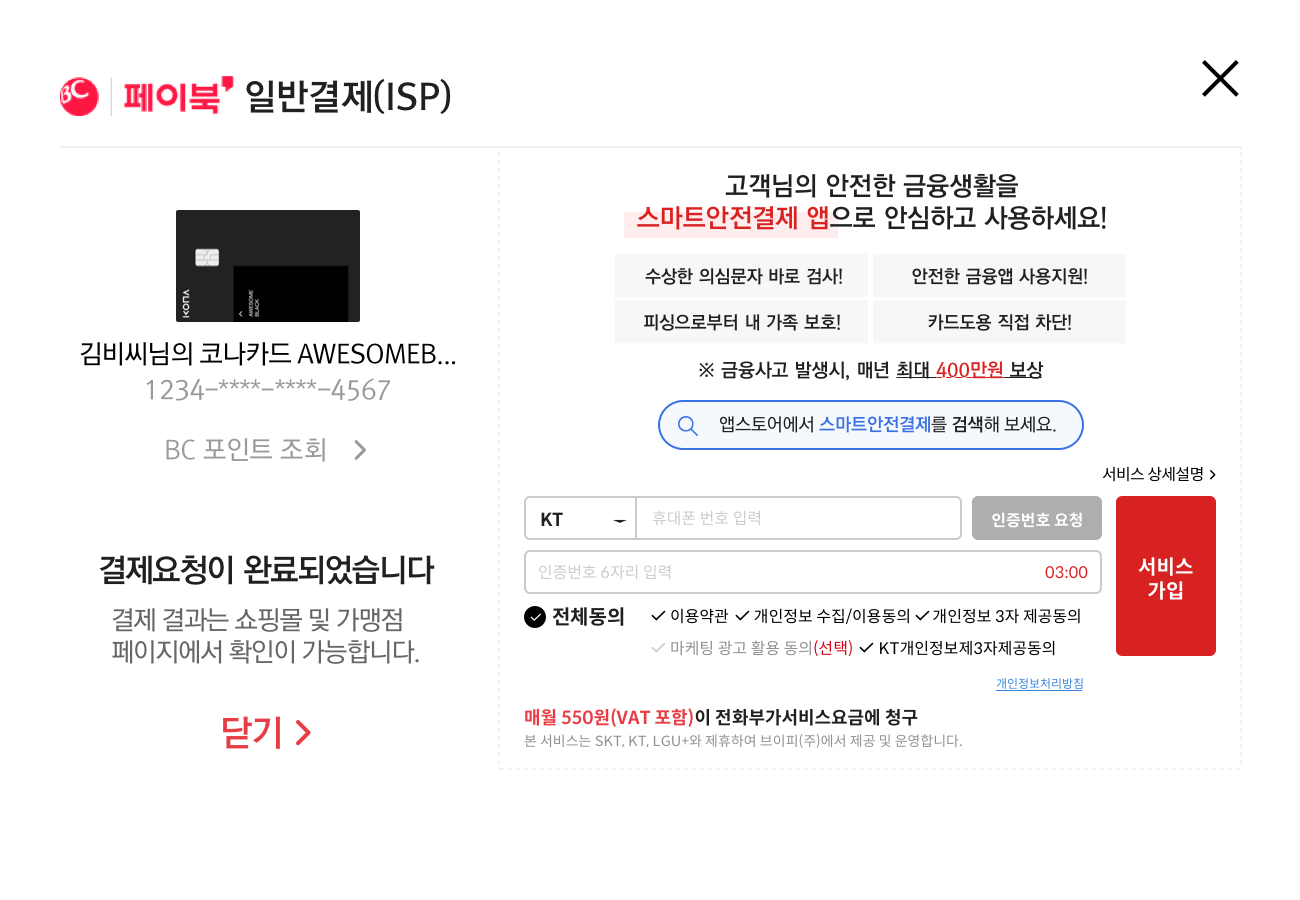 BC 페이북 일반결제(ISP)
KONA
AWESOME
BLACK
김비씨님의 코나카드 AWESOMEB...
1234-****-****-4567
BC 포인트 조회
결제요청이 완료되었습니다
결제 결과는 쇼핑몰 및 가맹점
페이지에서 확인이 가능합니다.
닫기
고객님의 안전한 금융생활을
스마트안전결제 앱으로 안심하고 사용하세요!
수상한 의심문자 바로 검사!
안전한 금융앱 사용지원!
피싱으로부터 내 가족 보호!
카드도용 직접 차단!
※ 금융사고 발생시, 매년 최대 400만원 보상
앱스토어에서 스마트안전결제를 검색해 보세요.
서비스 상세설명
KT
휴대폰 번호 입력
인증번호 요청
인증번호 6자리 입력
03:00
서비스
가입
전체동의
이용약관 개인정보 수집/이용동의 개인정보 3자 제공동의
마케팅 광고 활용 동의(선택) KT개인정보제3자제공동의
개인정보처리방침
매월 550원(VAT 포함)이 전화부가서비스요금에 청구
본 서비스는 SKT, KT, LGU+와 제휴하여 브이피(주)에서 제공 및 운영합니다.